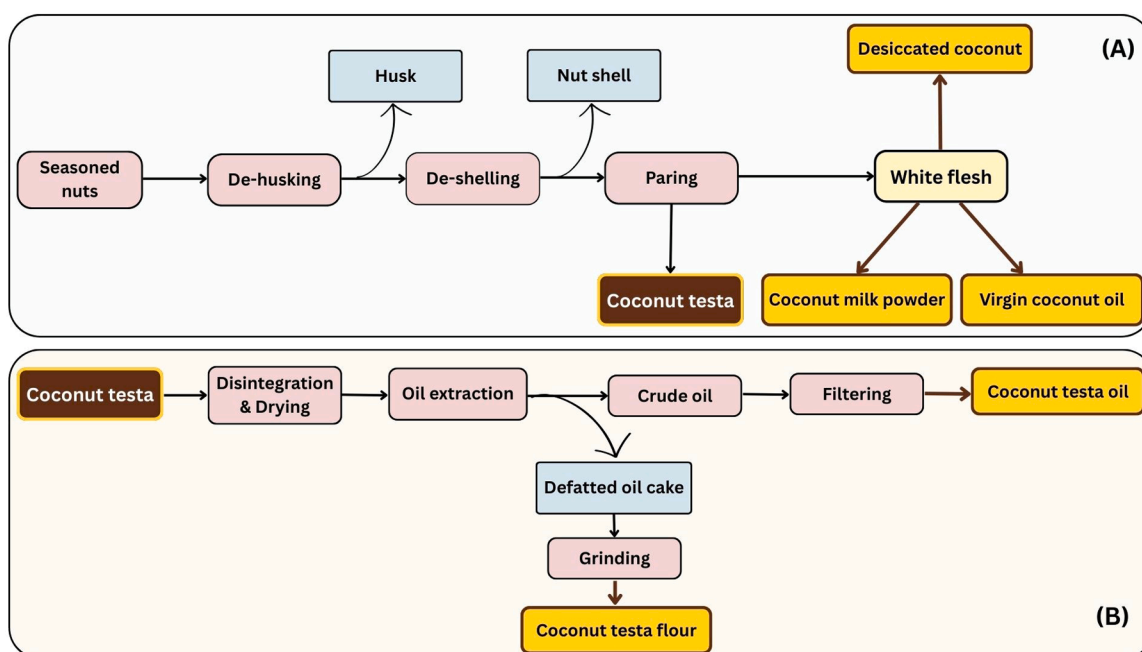 (A)
Desiccated coconut
Husk
Nut shell
Seasoned
nuts
De-husking
De-shelling
Paring
White flesh
Coconut testa
Coconut milk powder
Virgin coconut oil
Coconut testa
Disintegration
& Drying
Oil extraction
Crude oil
Filtering
Coconut testa oil
Defatted oil cake
Grinding
Coconut testa flour
(B)